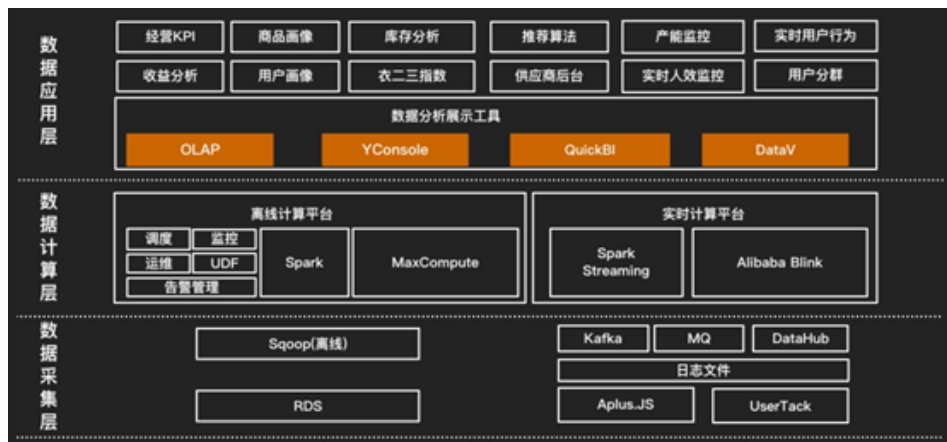 数据应用层
经营KPI 商品画像 库存分析 推荐算法 产能监控 实时用户行为
收益分析 用户画像 衣二三指数 供应商后台 实时人效监控 用户分群
数据分析展示工具
OLAP YConsole QuickBI DataV
数据计算层
离线计算平台
调度 监控
运维 UDF
告警管理
Spark MaxCompute
实时计算平台
Spark
Streaming
Alibaba Blink
数据采集层
Sqoop(离线)
RDS
Kafka MQ DataHub
日志文件
Aplus.JS UserTack